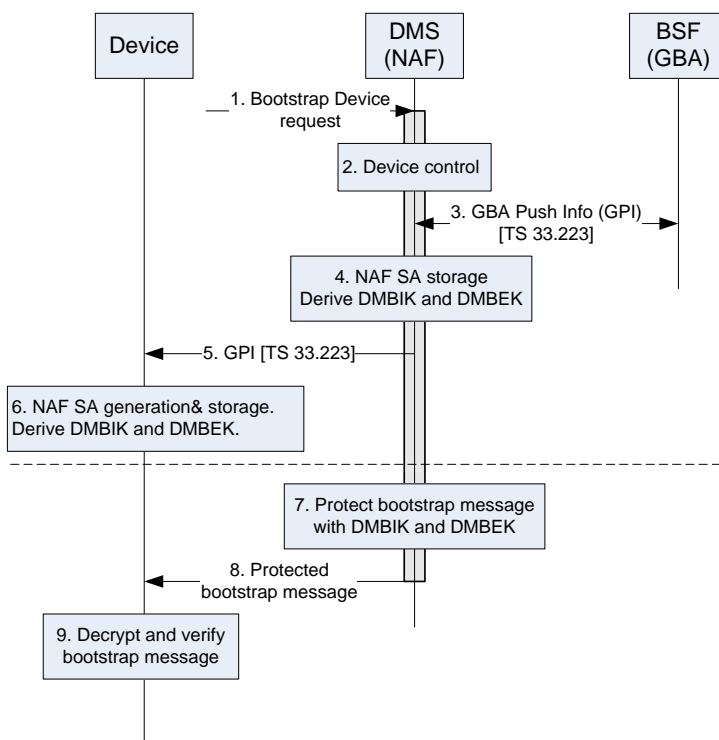 Device
DMS
(NAF)
BSF
(GBA)
1. Bootstrap Device
request
2. Device control
3. GBA Push Info (GPI)
[TS 33.223]
4. NAF SA storage
Derive DMBIK and DMBEK
5. GPI [TS 33.223]
6. NAF SA generation& storage.
Derive DMBIK and DMBEK.
7. Protect bootstrap message
with DMBIK and DMBEK
8. Protected
bootstrap message
9. Decrypt and verify
bootstrap message